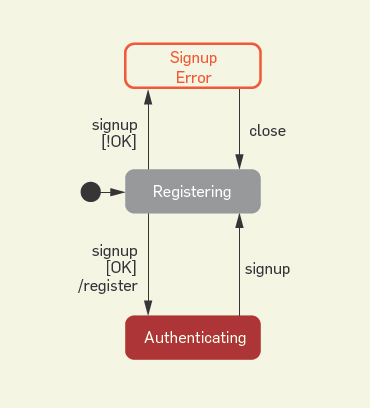 Signup
Error
signup
[!OK]
close
Registering
signup
[OK]
/register
signup
Authenticating